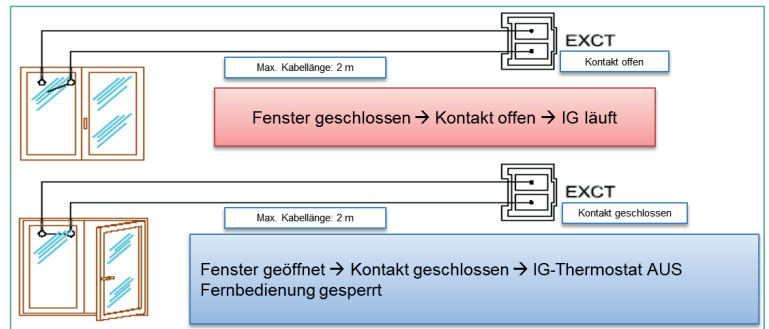 EXCT
Kontakt offen
Max. Kabellänge: 2 m
Fenster geschlossen → Kontakt offen → IG läuft
EXCT
Kontakt geschlossen
Max. Kabellänge: 2 m
Fenster geöffnet → Kontakt geschlossen → IG-Thermostat AUS
Fernbedienung gesperrt